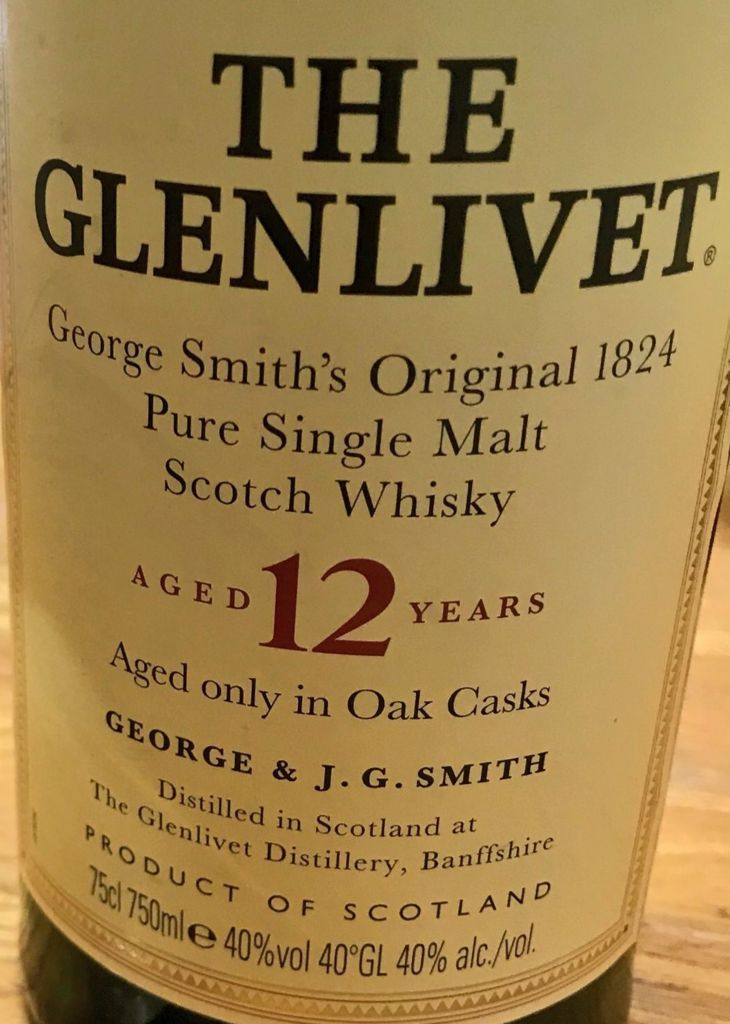 THE
GLENLIVET®
George Smith's Original 1824
Pure Single Malt
Scotch Whisky
AGED 12 YEARS
Aged only in Oak Casks
GEORGE & J. G. SMITH
Distilled in Scotland at
The Glenlivet Distillery, Banffshire
PRODUCT OF SCOTLAND
75cl 750ml e 40%vol 40°GL 40% alc./vol.